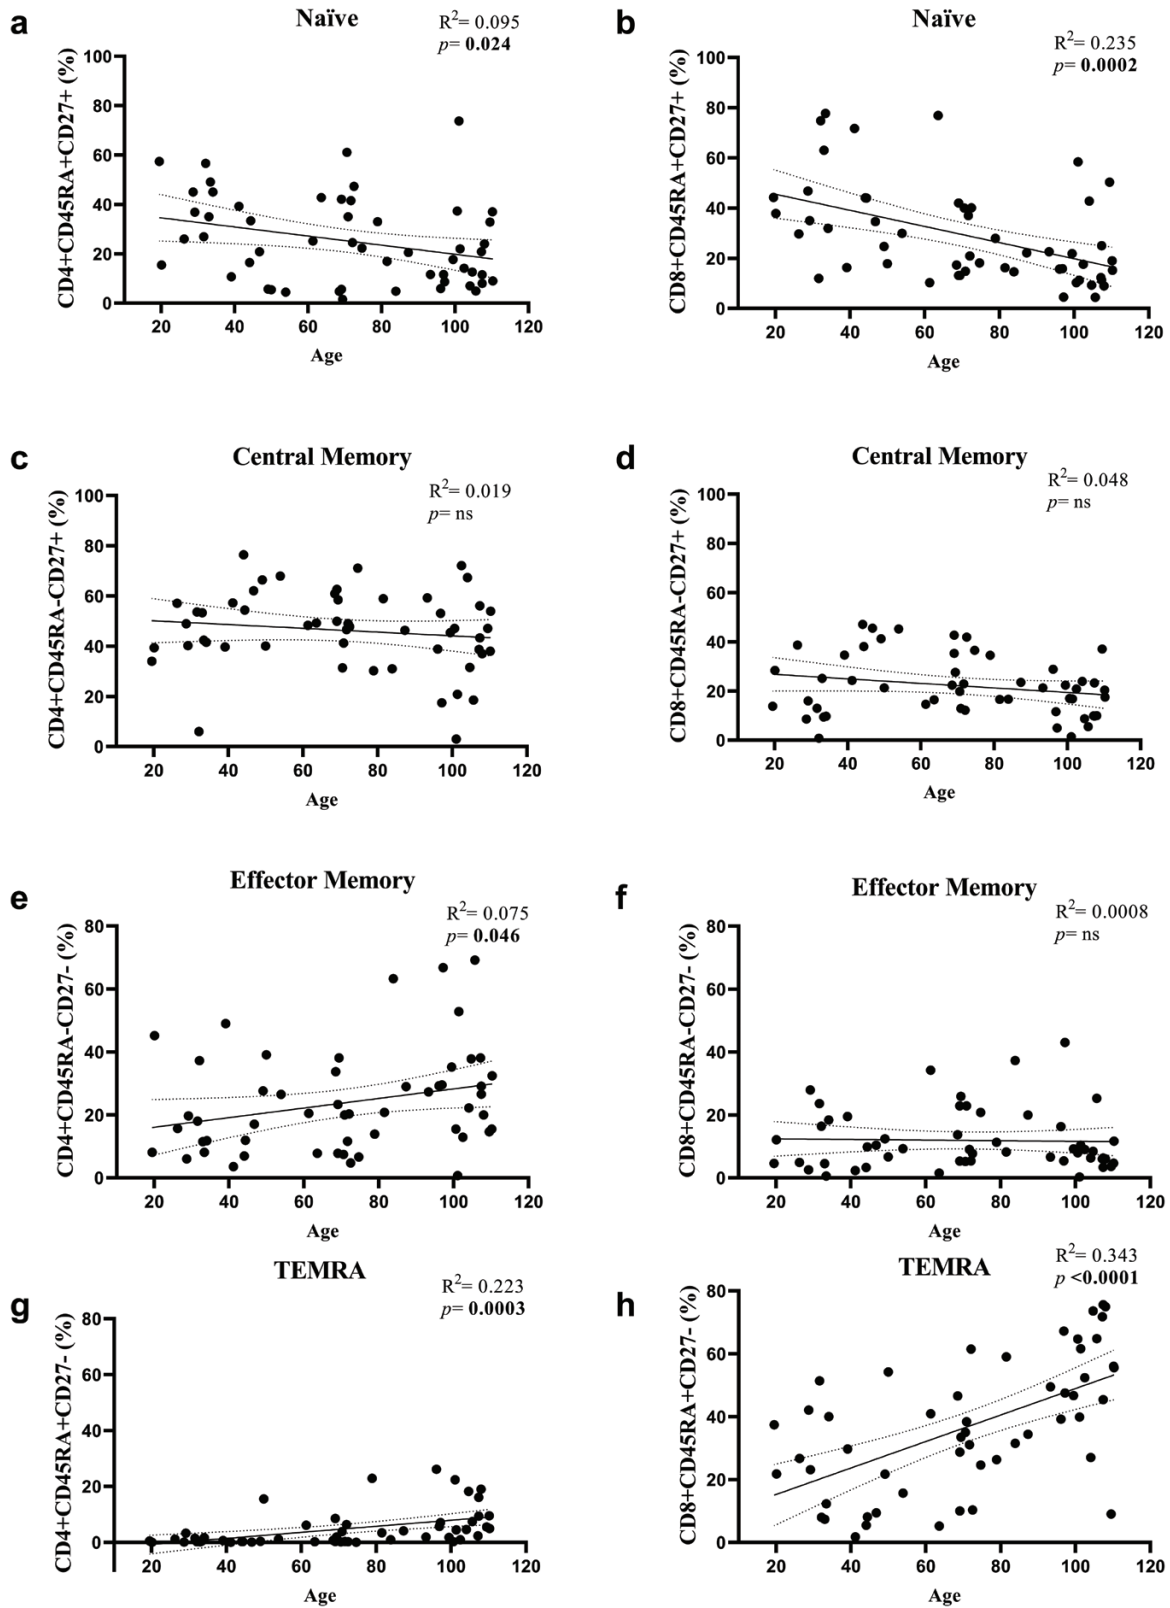 a
Naïve
R²= 0.095
p= 0.024
CD4+CD45RA+CD27+ (%)
100
80
60
40
20
0
20 40 60 80 100 120
Age
b
Naïve
R²= 0.235
p= 0.0002
CD8+CD45RA+CD27+ (%)
100
80
60
40
20
0
20 40 60 80 100 120
Age
c
Central Memory
R²= 0.019
p= ns
CD4+CD45RA-CD27+ (%)
100
80
60
40
20
0
20 40 60 80 100 120
Age
d
Central Memory
R²= 0.048
p= ns
CD8+CD45RA-CD27+ (%)
100
80
60
40
20
0
20 40 60 80 100 120
Age
e
Effector Memory
R²= 0.075
p= 0.046
CD4+CD45RA-CD27- (%)
80
60
40
20
0
20 40 60 80 100 120
Age
f
Effector Memory
R²= 0.0008
p= ns
CD8+CD45RA-CD27- (%)
80
60
40
20
0
20 40 60 80 100 120
Age
g
TEMRA
R²= 0.223
p= 0.0003
CD4+CD45RA+CD27- (%)
80
60
40
20
0
20 40 60 80 100 120
Age
h
TEMRA
R²= 0.343
p <0.0001
CD8+CD45RA+CD27- (%)
80
60
40
20
0
20 40 60 80 100 120
Age